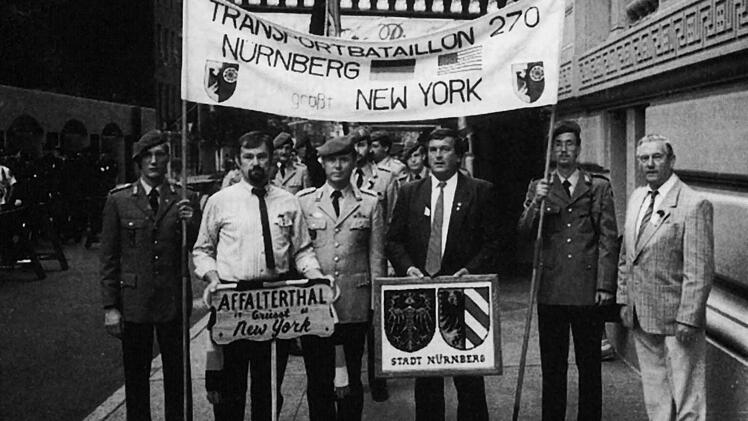 TRANSPORTBATAILLON 270
NÜRNBERG
grüßt NEW YORK
AFFALTERTHAL
"Grüsst"
New York
STADT NÜRNBERG